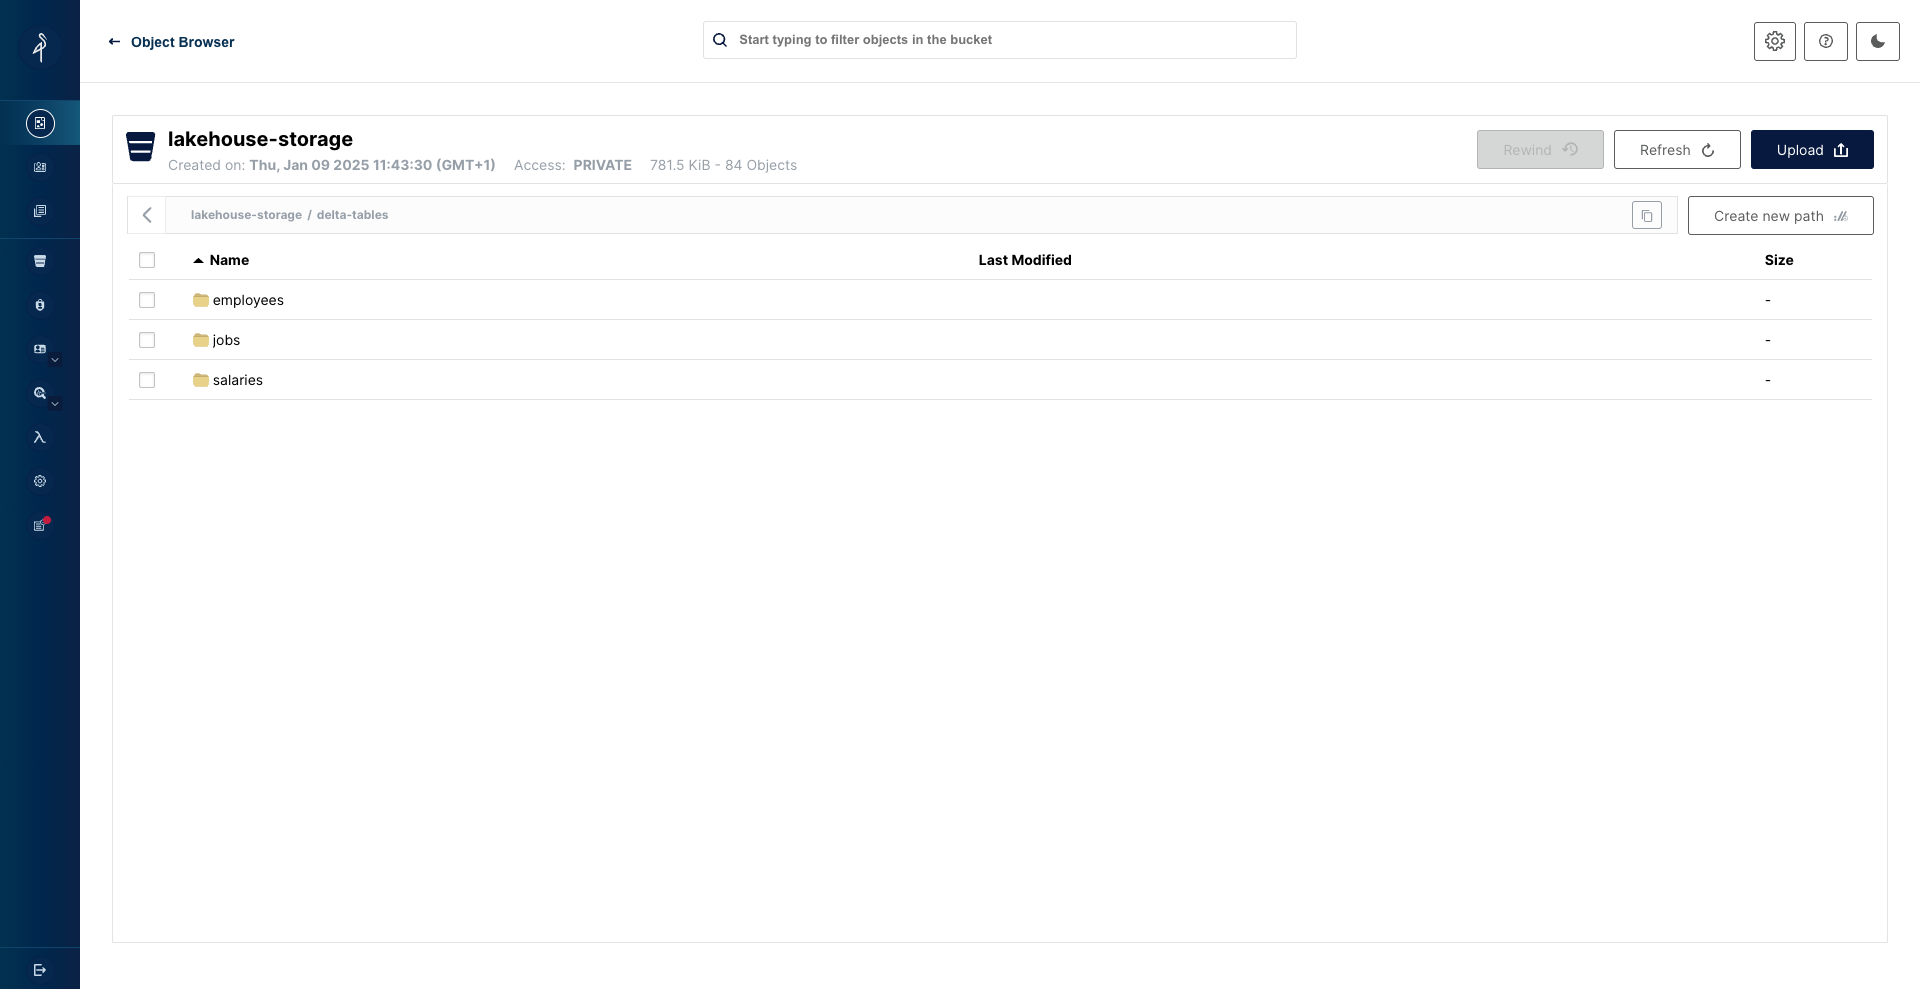 Object Browser
Start typing to filter objects in the bucket
lakehouse-storage
Created on: Thu, Jan 09 2025 11:43:30 (GMT+1) Access: PRIVATE 781.5 KiB - 84 Objects
Rewind
Refresh
Upload
lakehouse-storage / delta-tables
Create new path
Name Last Modified Size
employees -
jobs -
salaries -